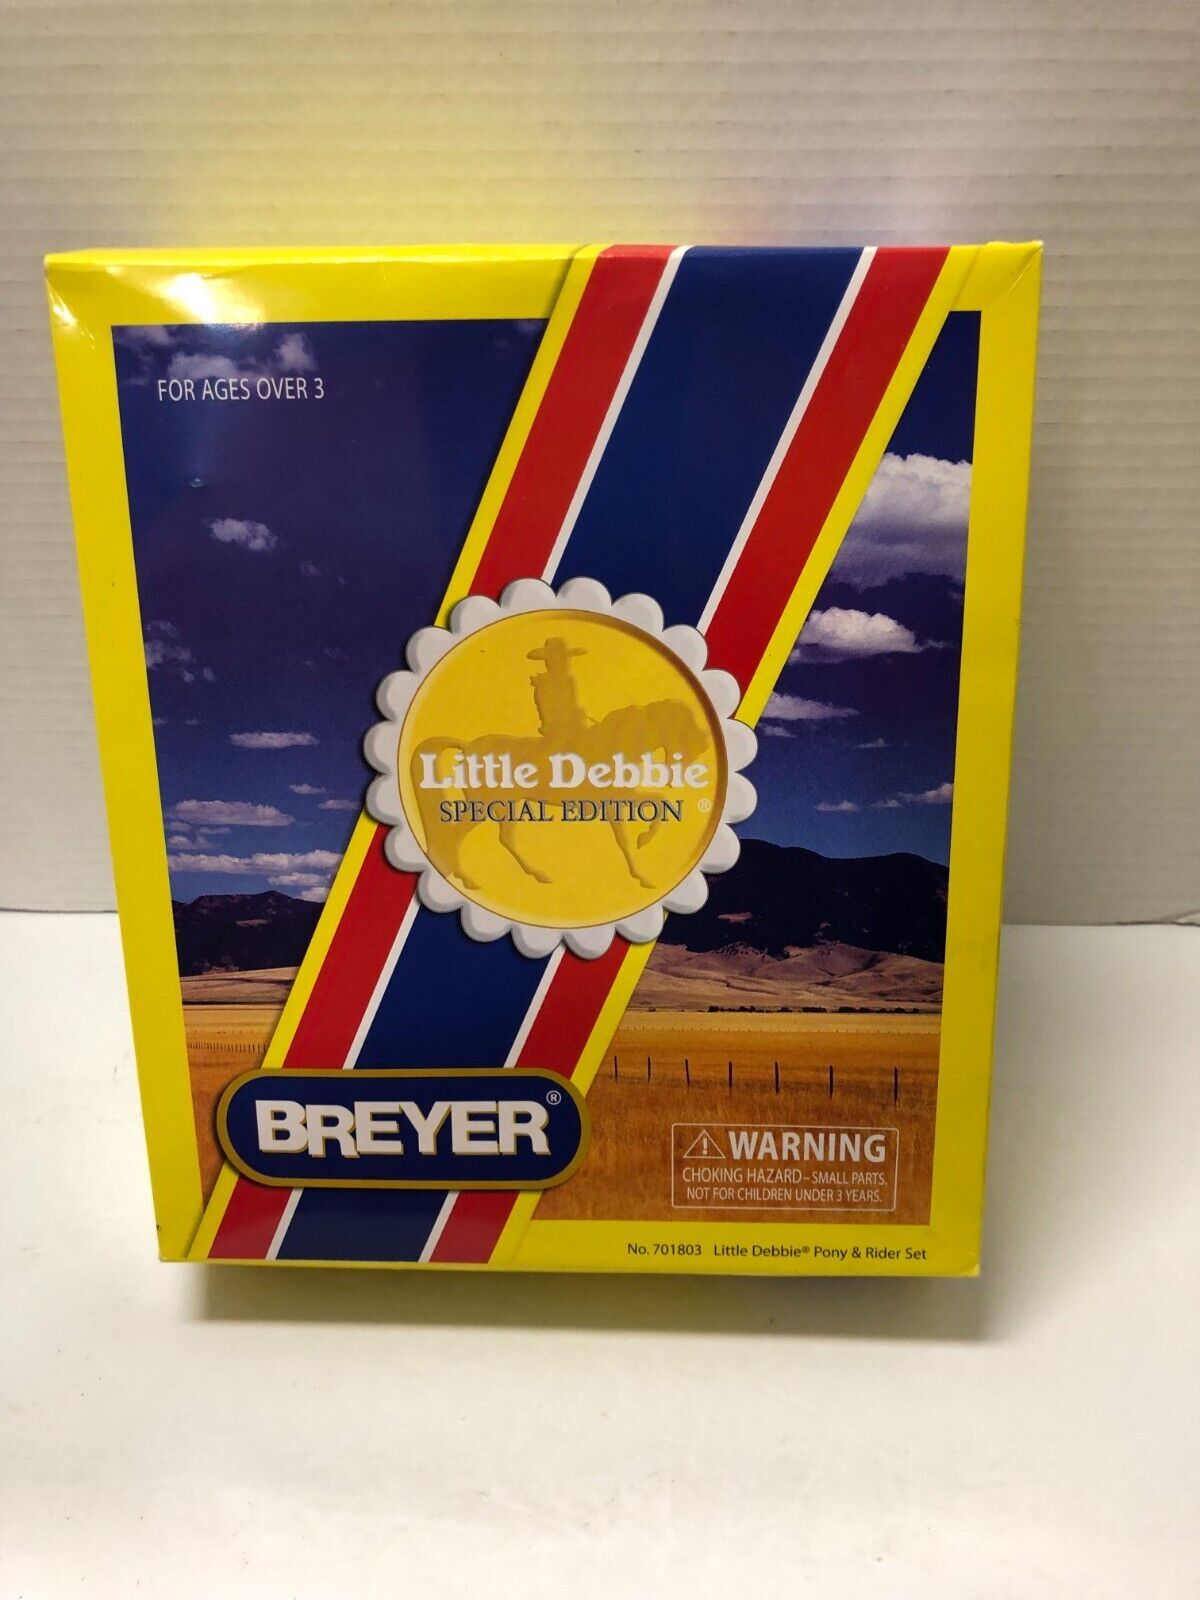 FOR AGES OVER 3
Little Debbie
SPECIAL EDITION ®
BREYER®
⚠ WARNING
CHOKING HAZARD–SMALL PARTS.
NOT FOR CHILDREN UNDER 3 YEARS.
No. 701803 Little Debbie® Pony & Rider Set